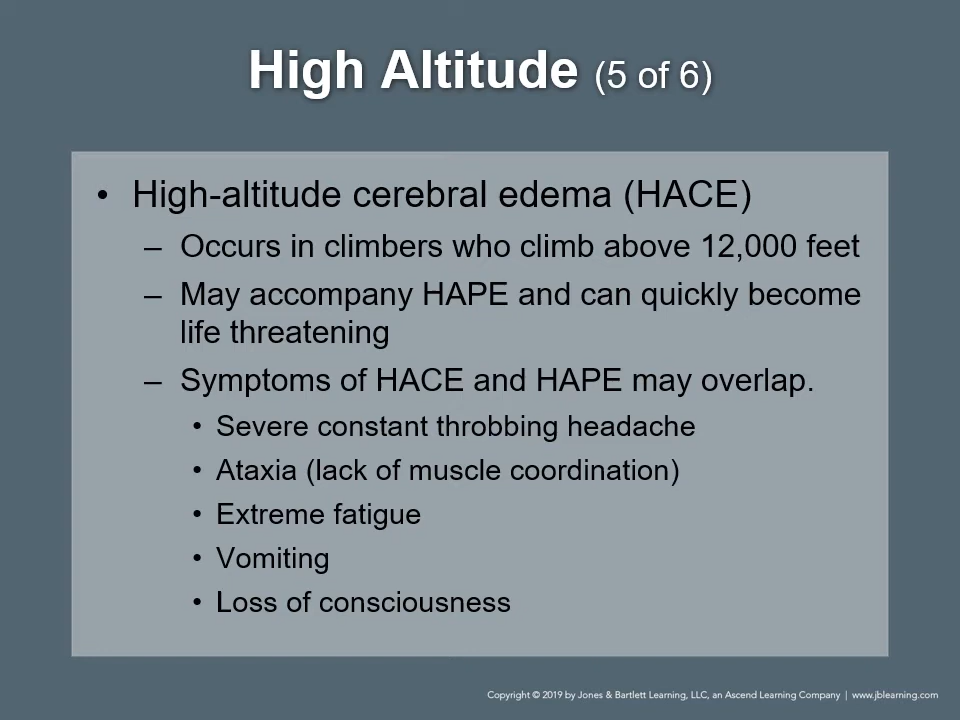 High Altitude (5 of 6)
• High-altitude cerebral edema (HACE)
– Occurs in climbers who climb above 12,000 feet
– May accompany HAPE and can quickly become
life threatening
– Symptoms of HACE and HAPE may overlap.
• Severe constant throbbing headache
• Ataxia (lack of muscle coordination)
• Extreme fatigue
• Vomiting
• Loss of consciousness
Copyright © 2019 by Jones & Bartlett Learning, LLC, an Ascend Learning Company | www.jblearning.com